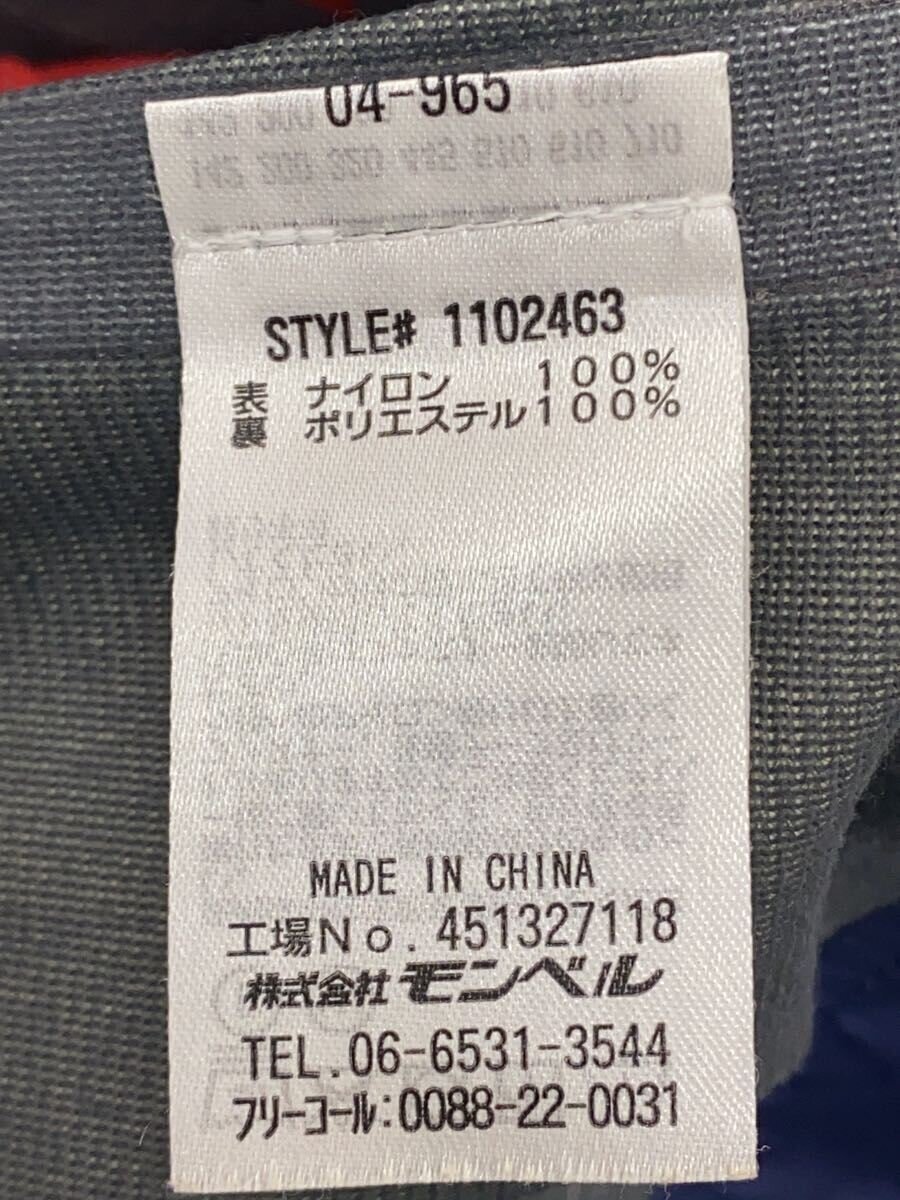 04-965
STYLE# 1102463
表 ナイロン 100%
裏 ポリエステル100%
MADE IN CHINA
工場No. 451327118
株式会社 モンベル
TEL.06-6531-3544
フリーコール:0088-22-0031